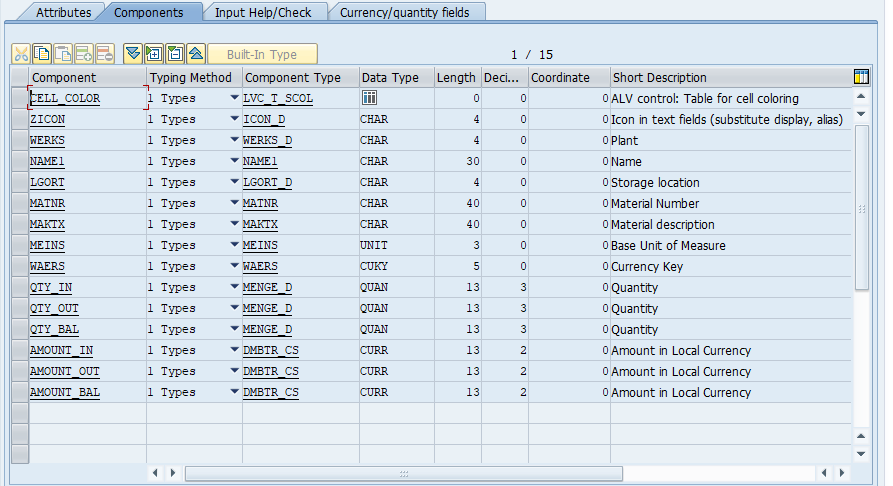 Attributes Components Input Help/Check Currency/quantity fields
Built-In Type 1 / 15
Component Typing Method Component Type Data Type Length Deci... Coordinate Short Description
CELL_COLOR 1 Types LVC_T_SCOL 0 0 0 ALV control: Table for cell coloring
ZICON 1 Types ICON_D CHAR 4 0 0 Icon in text fields (substitute display, alias)
WERKS 1 Types WERKS_D CHAR 4 0 0 Plant
NAME1 1 Types NAME1 CHAR 30 0 0 Name
LGORT 1 Types LGORT_D CHAR 4 0 0 Storage location
MATNR 1 Types MATNR CHAR 40 0 0 Material Number
MAKTX 1 Types MAKTX CHAR 40 0 0 Material description
MEINS 1 Types MEINS UNIT 3 0 0 Base Unit of Measure
WAERS 1 Types WAERS CUKY 5 0 0 Currency Key
QTY_IN 1 Types MENGE_D QUAN 13 3 0 Quantity
QTY_OUT 1 Types MENGE_D QUAN 13 3 0 Quantity
QTY_BAL 1 Types MENGE_D QUAN 13 3 0 Quantity
AMOUNT_IN 1 Types DMBTR_CS CURR 13 2 0 Amount in Local Currency
AMOUNT_OUT 1 Types DMBTR_CS CURR 13 2 0 Amount in Local Currency
AMOUNT_BAL 1 Types DMBTR_CS CURR 13 2 0 Amount in Local Currency